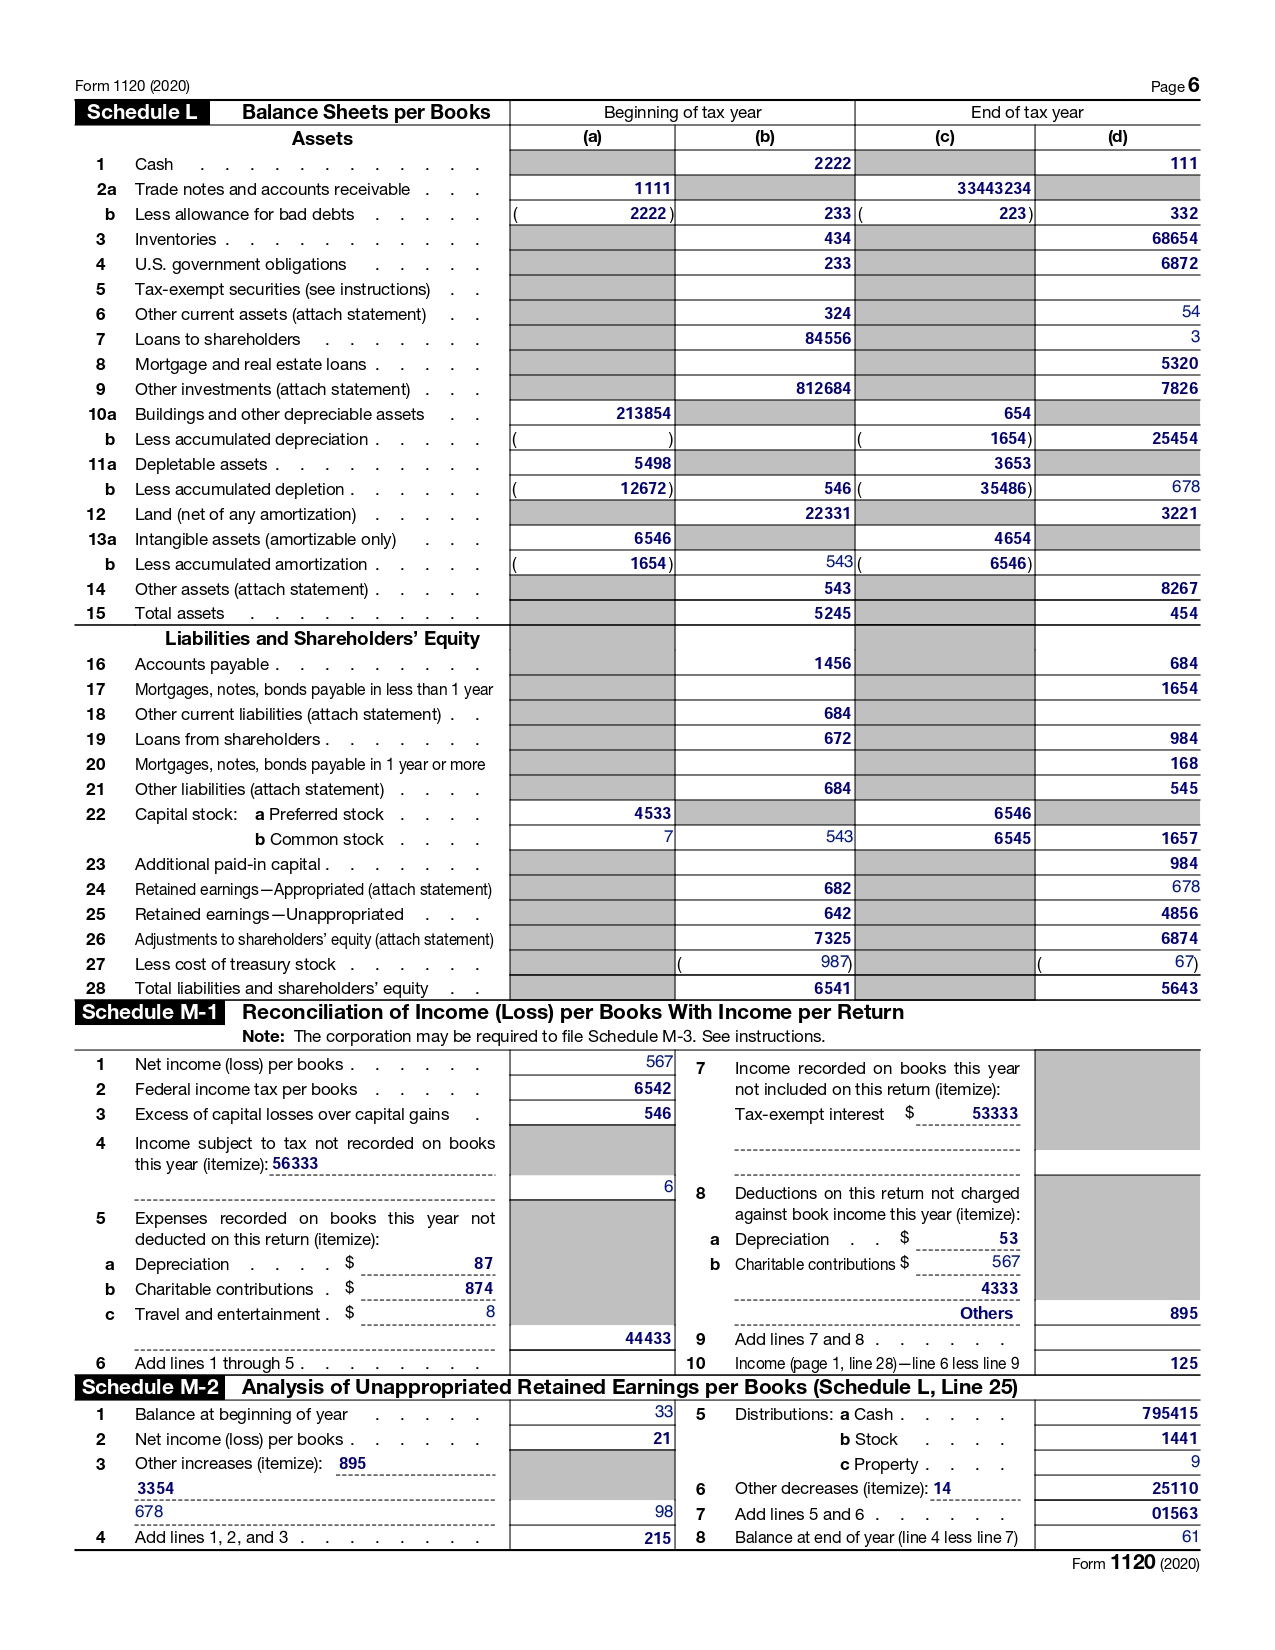 Form 1120 (2020) Page 6
Schedule L Balance Sheets per Books Beginning of tax year End of tax year
Assets (a) (b) (c) (d)
1 Cash . . . . . . . . . . . . 2222 111
2a Trade notes and accounts receivable . . . 1111 33443234
b Less allowance for bad debts . . . . . ( 2222 ) 233 ( 223 ) 332
3 Inventories . . . . . . . . . . . 434 68654
4 U.S. government obligations . . . . . 233 6872
5 Tax-exempt securities (see instructions) . .
6 Other current assets (attach statement) . . 324 54
7 Loans to shareholders . . . . . . . 84556 3
8 Mortgage and real estate loans . . . . . 5320
9 Other investments (attach statement) . . . 812684 7826
10a Buildings and other depreciable assets . . 213854 654
b Less accumulated depreciation . . . . . ( ) ( 1654 ) 25454
11a Depletable assets . . . . . . . . . 5498 3653
b Less accumulated depletion . . . . . . ( 12672 ) 546 ( 35486 ) 678
12 Land (net of any amortization) . . . . . 22331 3221
13a Intangible assets (amortizable only) . . . 6546 4654
b Less accumulated amortization . . . . . ( 1654 ) 543 ( 6546 )
14 Other assets (attach statement) . . . . . 543 8267
15 Total assets . . . . . . . . . . 5245 454
Liabilities and Shareholders' Equity
16 Accounts payable . . . . . . . . . 1456 684
17 Mortgages, notes, bonds payable in less than 1 year 1654
18 Other current liabilities (attach statement) . . 684
19 Loans from shareholders . . . . . . . 672 984
20 Mortgages, notes, bonds payable in 1 year or more 168
21 Other liabilities (attach statement) . . . . 684 545
22 Capital stock: a Preferred stock . . . . 4533 6546
b Common stock . . . . 7 543 6545 1657
23 Additional paid-in capital . . . . . . . 984
24 Retained earnings—Appropriated (attach statement) 682 678
25 Retained earnings—Unappropriated . . . 642 4856
26 Adjustments to shareholders' equity (attach statement) 7325 6874
27 Less cost of treasury stock . . . . . . ( 987 ) ( 67 )
28 Total liabilities and shareholders' equity . . 6541 5643
Schedule M-1 Reconciliation of Income (Loss) per Books With Income per Return
Note: The corporation may be required to file Schedule M-3. See instructions.
1 Net income (loss) per books . . . . . . 567
2 Federal income tax per books . . . . . 6542
3 Excess of capital losses over capital gains . 546
4 Income subject to tax not recorded on books
this year (itemize): 56333
6
5 Expenses recorded on books this year not
deducted on this return (itemize):
a Depreciation . . . . $ 87
b Charitable contributions . $ 874
c Travel and entertainment . $ 8
44433
6 Add lines 1 through 5 . . . . . . . .
7 Income recorded on books this year
not included on this return (itemize):
Tax-exempt interest $ 53333
8 Deductions on this return not charged
against book income this year (itemize):
a Depreciation . . $ 53
b Charitable contributions $ 567
4333
Others 895
9 Add lines 7 and 8 . . . . . .
10 Income (page 1, line 28)—line 6 less line 9 125
Schedule M-2 Analysis of Unappropriated Retained Earnings per Books (Schedule L, Line 25)
1 Balance at beginning of year . . . . . 33
2 Net income (loss) per books . . . . . . 21
3 Other increases (itemize): 895
3354
678 98
4 Add lines 1, 2, and 3 . . . . . . . . 215
5 Distributions: a Cash . . . . . 795415
b Stock . . . . 1441
c Property . . . . 9
6 Other decreases (itemize): 14 25110
7 Add lines 5 and 6 . . . . . . 01563
8 Balance at end of year (line 4 less line 7) 61
Form 1120 (2020)